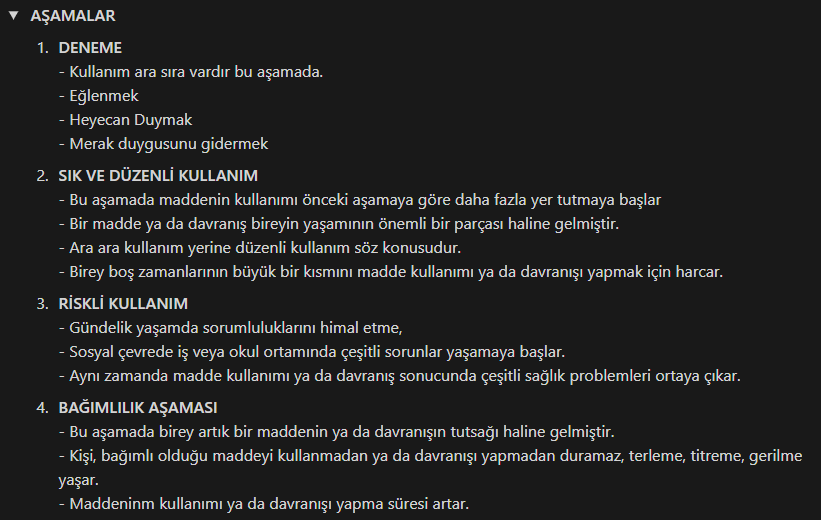 ▼ AŞAMALAR
1. DENEME
- Kullanım ara sıra vardır bu aşamada.
- Eğlenmek
- Heyecan Duymak
- Merak duygusunu gidermek
2. SIK VE DÜZENLİ KULLANIM
- Bu aşamada maddenin kullanımı önceki aşamaya göre daha fazla yer tutmaya başlar
- Bir madde ya da davranış bireyin yaşamının önemli bir parçası haline gelmiştir.
- Ara ara kullanım yerine düzenli kullanım söz konusudur.
- Birey boş zamanlarının büyük bir kısmını madde kullanımı ya da davranışı yapmak için harcar.
3. RİSKLİ KULLANIM
- Gündelik yaşamda sorumluluklarını himal etme,
- Sosyal çevrede iş veya okul ortamında çeşitli sorunlar yaşamaya başlar.
- Aynı zamanda madde kullanımı ya da davranış sonucunda çeşitli sağlık problemleri ortaya çıkar.
4. BAĞIMLILIK AŞAMASI
- Bu aşamada birey artık bir maddenin ya da davranışın tutsağı haline gelmiştir.
- Kişi, bağımlı olduğu maddeyi kullanmadan ya da davranışı yapmadan duramaz, terleme, titreme, gerilme
yaşar.
- Maddeninm kullanımı ya da davranışı yapma süresi artar.